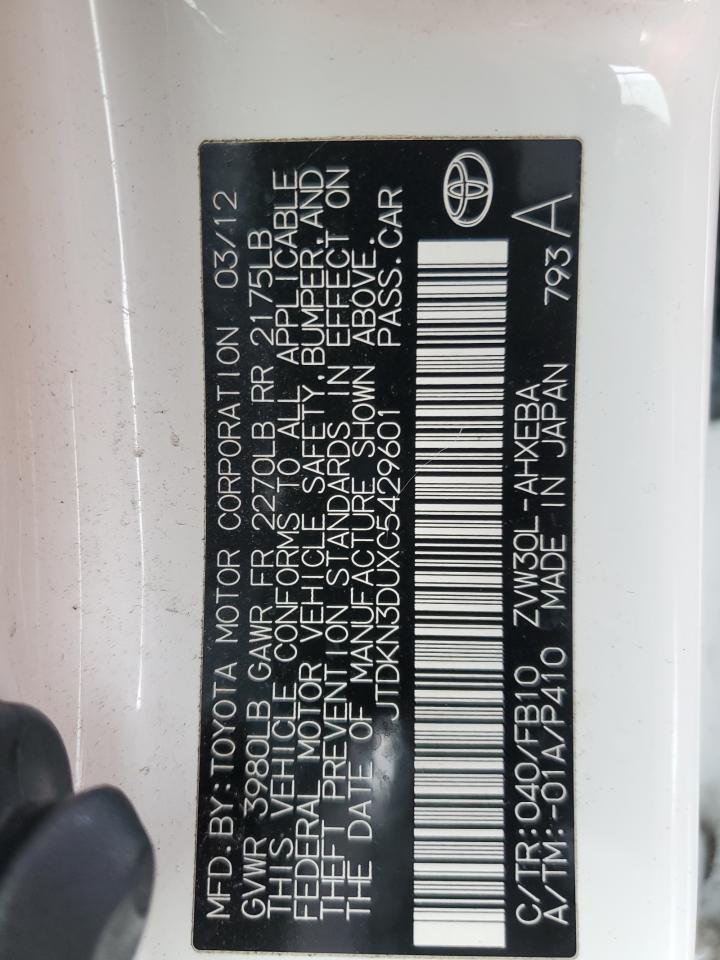 MFD. BY: TOYOTA MOTOR CORPORATION 03/12
GVWR 3980LB GAWR FR 2270LB RR 2175LB
THIS VEHICLE CONFORMS TO ALL APPLICABLE
FEDERAL MOTOR VEHICLE SAFETY, BUMPER, AND
THEFT PREVENTION STANDARDS IN EFFECT ON
THE DATE OF MANUFACTURE SHOWN ABOVE.
JTDKN3DUXC5429601 PASS. CAR
C/TR: 040/FB10 ZVW30L-AHXEBA
A/TM: -01A/P410 MADE IN JAPAN 793 A